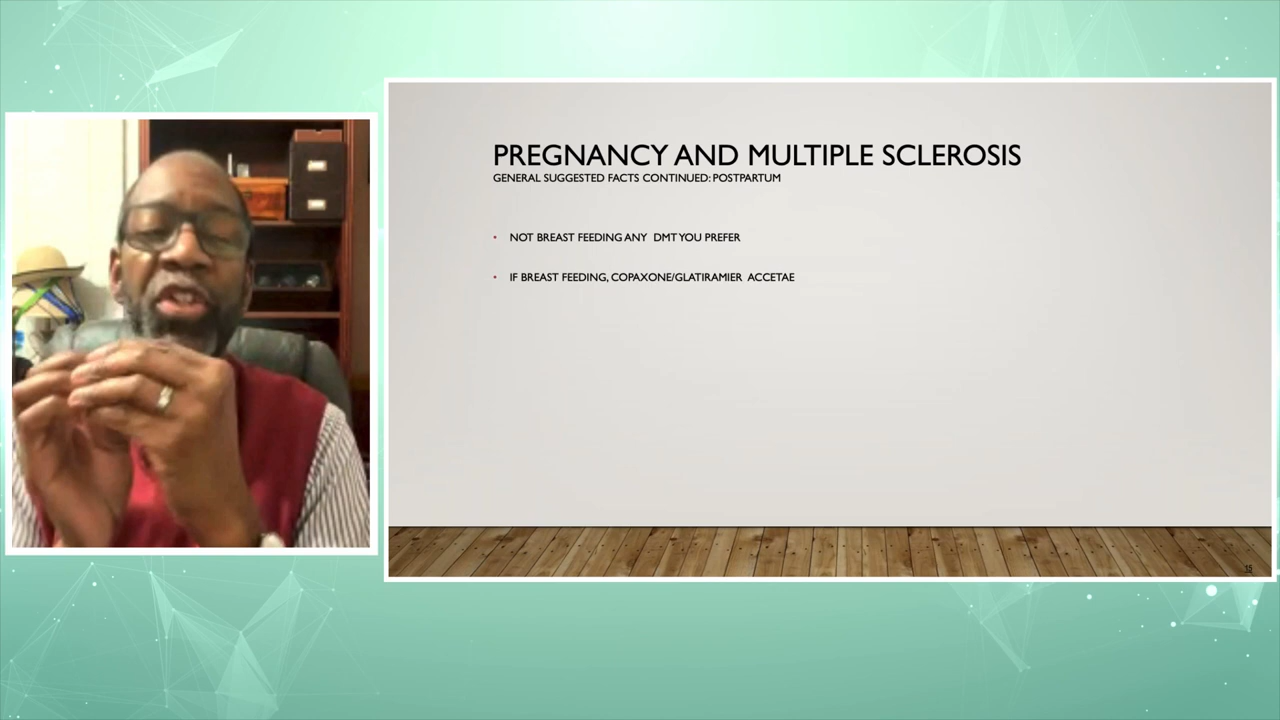 PREGNANCY AND MULTIPLE SCLEROSIS
GENERAL SUGGESTED FACTS CONTINUED: POSTPARTUM
• NOT BREAST FEEDING ANY DMT YOU PREFER
• IF BREAST FEEDING, COPAXONE/GLATIRAMIER ACCETAE
15